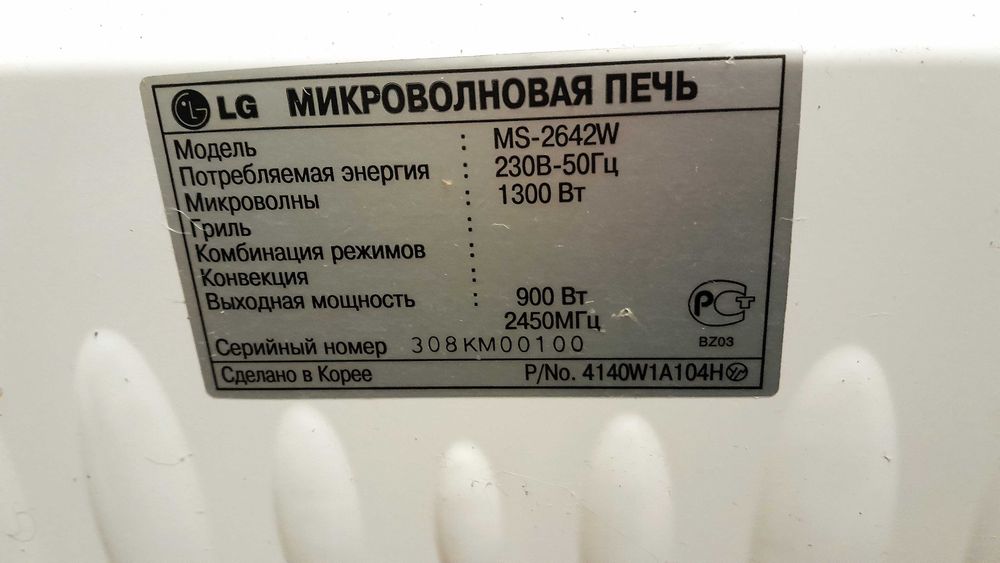 LG МИКРОВОЛНОВАЯ ПЕЧЬ
Модель : MS-2642W
Потребляемая энергия : 230В-50Гц
Микроволны : 1300 Вт
Гриль :
Комбинация режимов :
Конвекция :
Выходная мощность : 900 Вт
2450МГц
РСТ
BZ03
Серийный номер 308KM00100
Сделано в Корее P/No. 4140W1A104H